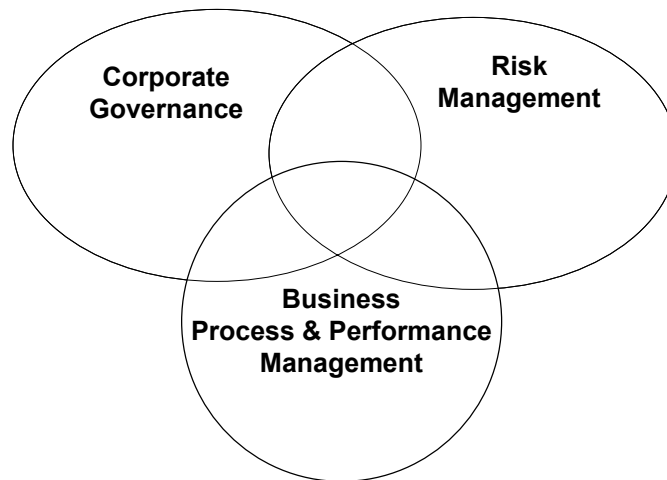 Corporate
Governance
Risk
Management
Business
Process & Performance
Management